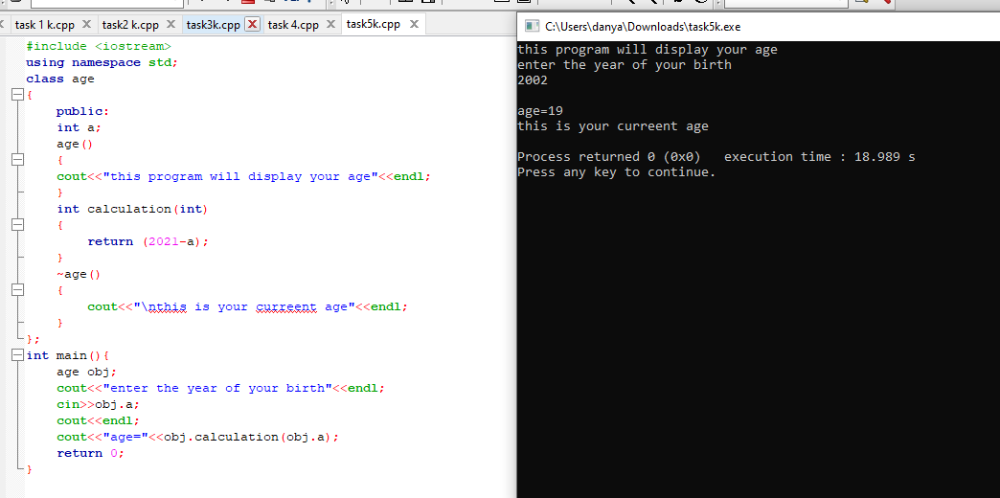 task 1 k.cpp task2 k.cpp task3k.cpp task 4.cpp task5k.cpp
#include <iostream>
using namespace std;
class age
{
public:
int a;
age()
{
cout<<"this program will display your age"<<endl;
}
int calculation(int)
{
return (2021-a);
}
~age()
{
cout<<"\nthis is your curreent age"<<endl;
}
};
int main(){
age obj;
cout<<"enter the year of your birth"<<endl;
cin>>obj.a;
cout<<endl;
cout<<"age="<<obj.calculation(obj.a);
return 0;
}
C:\Users\danya\Downloads\task5k.exe
this program will display your age
enter the year of your birth
2002
age=19
this is your curreent age
Process returned 0 (0x0)   execution time : 18.989 s
Press any key to continue.